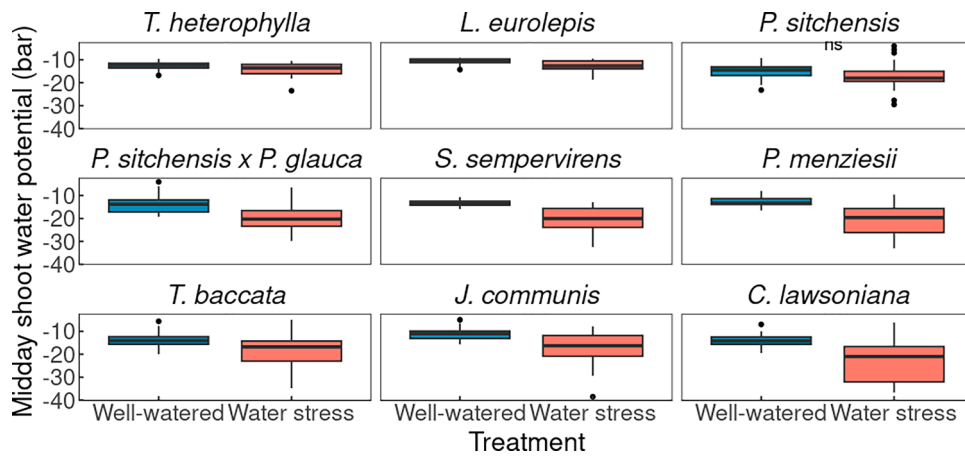 T. heterophylla
L. eurolepis
P. sitchensis
ns
-10
-20
-30
-40
P. sitchensis x P. glauca
S. sempervirens
P. menziesii
-10
-20
-30
-40
T. baccata
J. communis
C. lawsoniana
-10
-20
-30
-40
Midday shoot water potential (bar)
Well-watered Water stress
Well-watered Water stress
Well-watered Water stress
Treatment